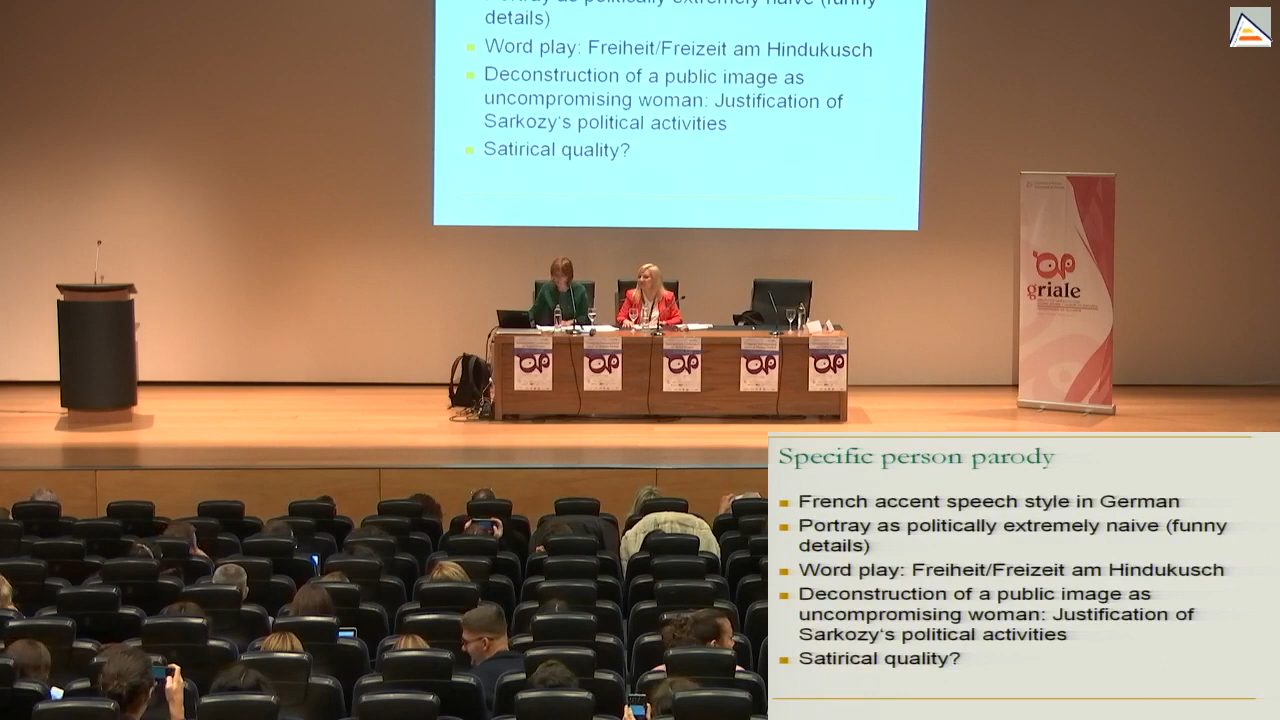 details)
Word play: Freiheit/Freizeit am Hindukusch
Deconstruction of a public image as
uncompromising woman: Justification of
Sarkozy's political activities
Satirical quality?
griale
Specific person parody
French accent speech style in German
Portray as politically extremely naive (funny
details)
Word play: Freiheit/Freizeit am Hindukusch
Deconstruction of a public image as
uncompromising woman: Justification of
Sarkozy's political activities
Satirical quality?